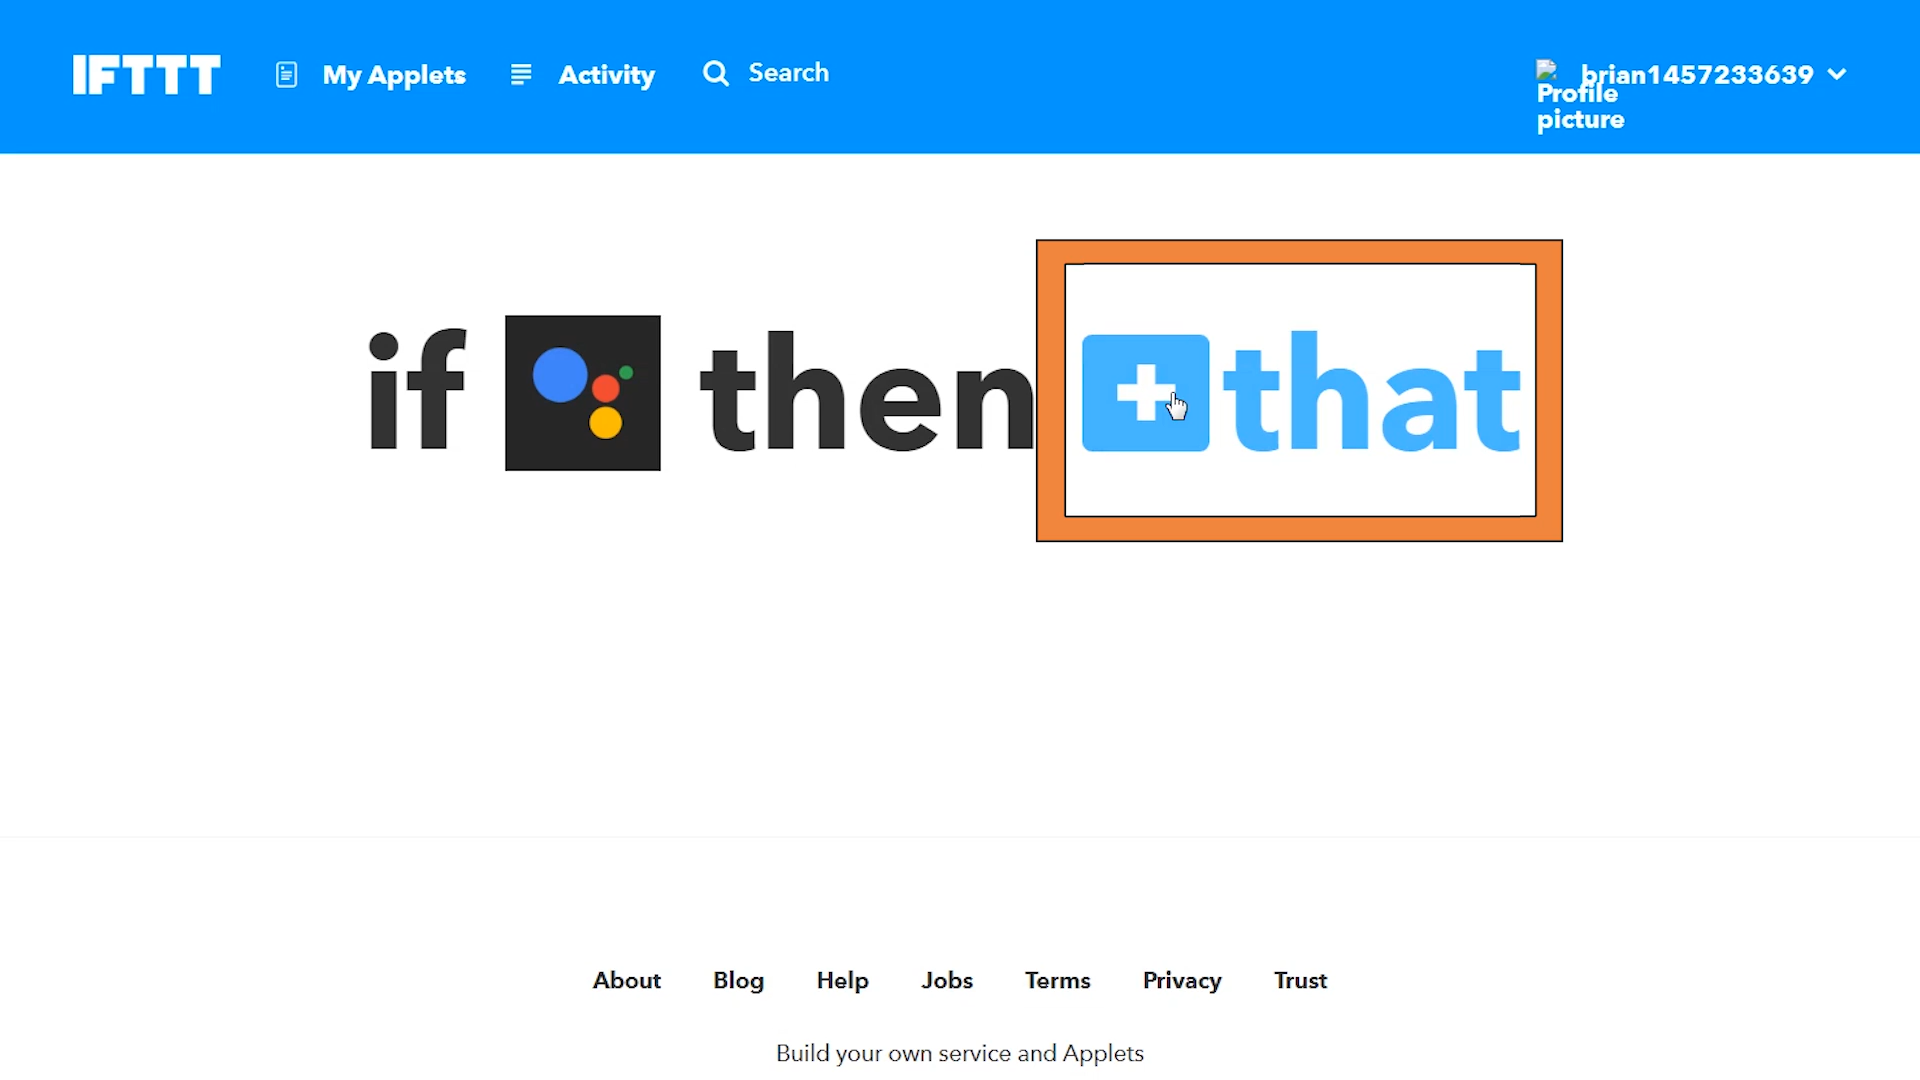 IFTTT My Applets Activity Search brian1457233639
Profile
picture
if then that
About Blog Help Jobs Terms Privacy Trust
Build your own service and Applets